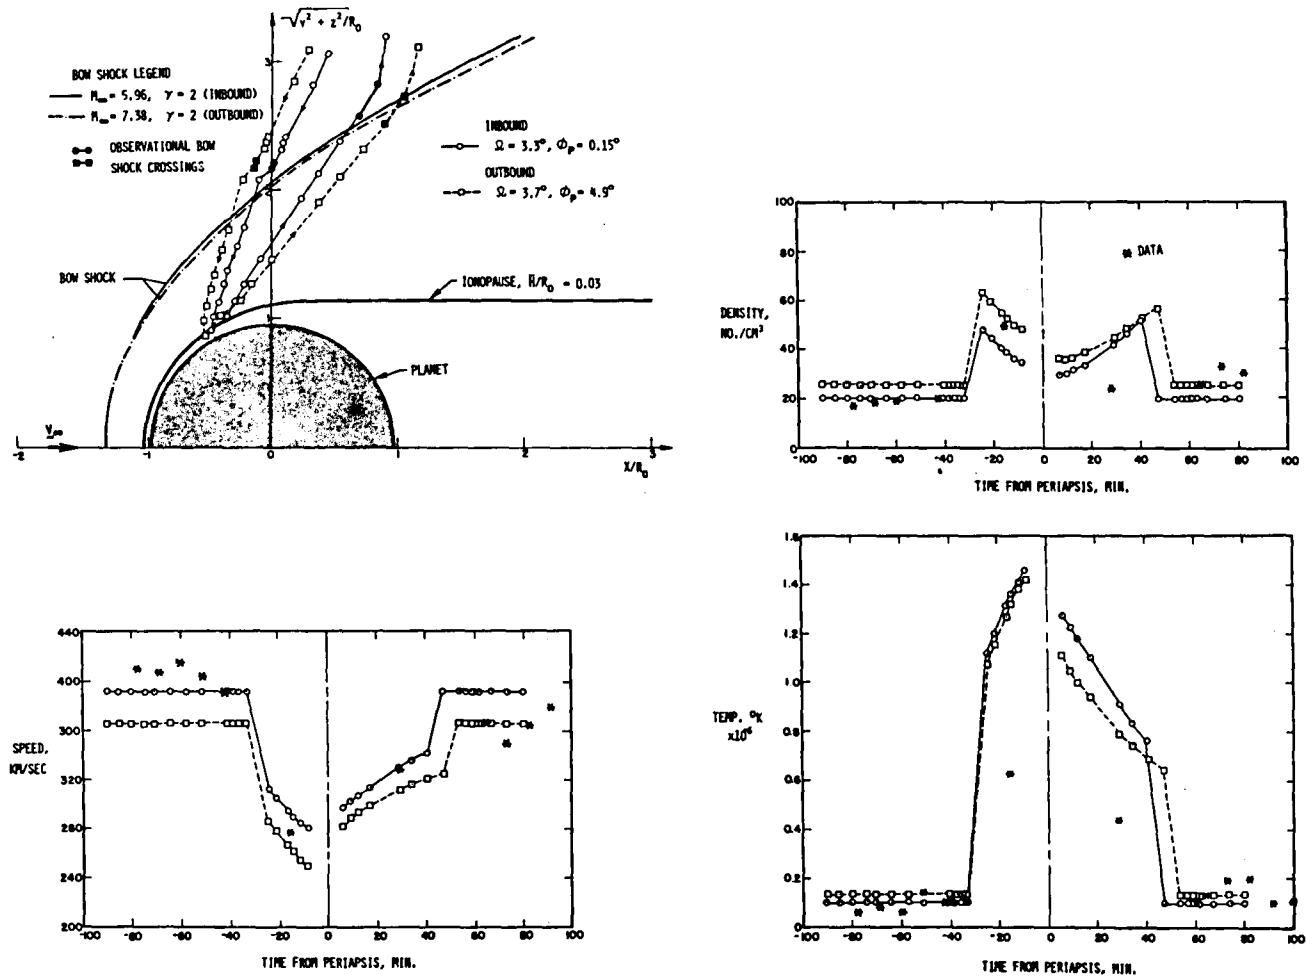 √Y² + Z²/R₀
3
BOW SHOCK LEGEND
M∞ = 5.96, γ = 2 (INBOUND)
M∞ = 7.38, γ = 2 (OUTBOUND)
OBSERVATIONAL BOW
SHOCK CROSSINGS
INBOUND
Ω = 3.3°, Φp = 0.15°
OUTBOUND
Ω = 3.7°, Φp = 4.9°
BOW SHOCK
IONOPAUSE, H̄/R₀ = 0.03
PLANET
V∞
-2 -1 0 1 2 3
X/R₀
100
80
60
40
20
0
DENSITY,
NO./CM³
* DATA
-100 -80 -60 -40 -20 0 20 40 60 80 100
TIME FROM PERIAPSIS, MIN.
440
400
360
320
280
240
200
SPEED,
KM/SEC
-100 -80 -60 -40 -20 0 20 40 60 80 100
TIME FROM PERIAPSIS, MIN.
1.6
1.4
1.2
1.0
0.8
0.6
0.4
0.2
0
TEMP, °K
x10⁶
-100 -80 -60 -40 -20 0 20 40 60 80 100
TIME FROM PERIAPSIS, MIN.